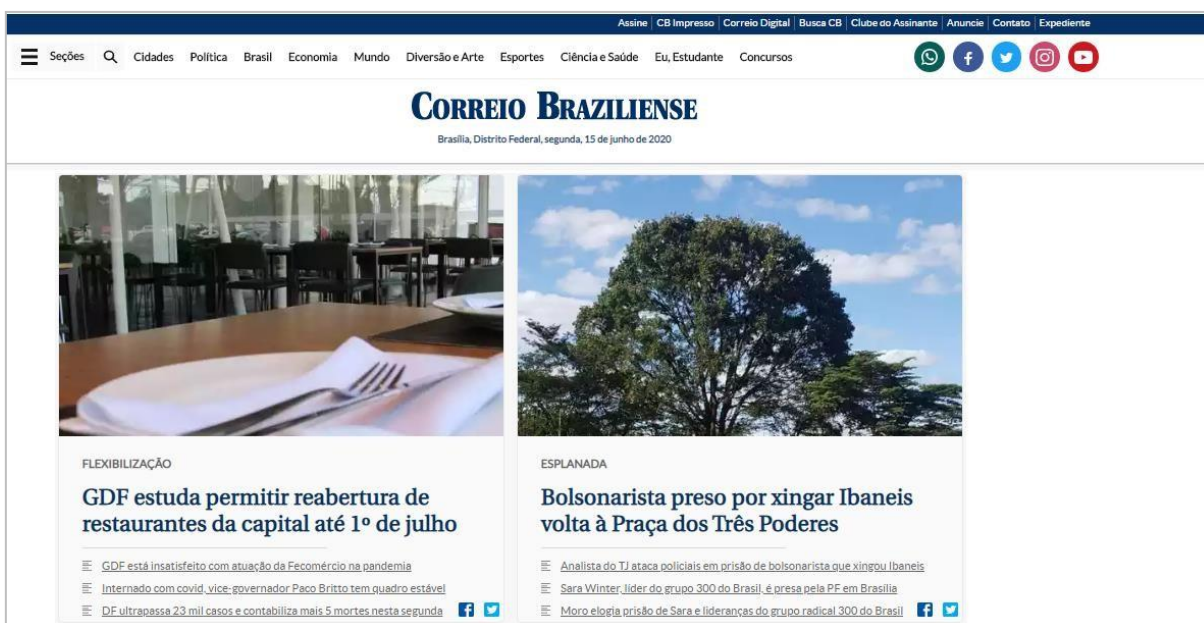 Assine CB Impresso Correio Digital Busca CB Clube do Assinante Anuncie Contato Expediente
Seções Cidades Política Brasil Economia Mundo Diversão e Arte Esportes Ciência e Saúde Eu, Estudante Concursos
CORREIO BRAZILIENSE
Brasília, Distrito Federal, segunda, 15 de junho de 2020
FLEXIBILIZAÇÃO
GDF estuda permitir reabertura de
restaurantes da capital até 1º de julho
GDF está insatisfeito com atuação da Fecomércio na pandemia
Internado com covid, vice-governador Paco Britto tem quadro estável
DF ultrapassa 23 mil casos e contabiliza mais 5 mortes nesta segunda
ESPLANADA
Bolsonarista preso por xingar Ibaneis
volta à Praça dos Três Poderes
Analista do TJ ataca policiais em prisão de bolsonarista que xingou Ibaneis
Sara Winter, líder do grupo 300 do Brasil, é presa pela PF em Brasília
Moro elogia prisão de Sara e lideranças do grupo radical 300 do Brasil